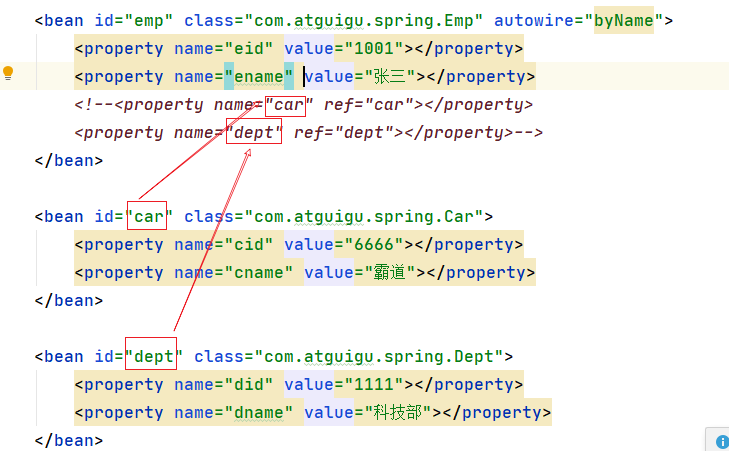 <bean id="emp" class="com.atguigu.spring.Emp" autowire="byName">
<property name="eid" value="1001"></property>
<property name="ename" value="张三"></property>
<!--<property name="car" ref="car"></property>
<property name="dept" ref="dept"></property>-->
</bean>
<bean id="car" class="com.atguigu.spring.Car">
<property name="cid" value="6666"></property>
<property name="cname" value="霸道"></property>
</bean>
<bean id="dept" class="com.atguigu.spring.Dept">
<property name="did" value="1111"></property>
<property name="dname" value="科技部"></property>
</bean>